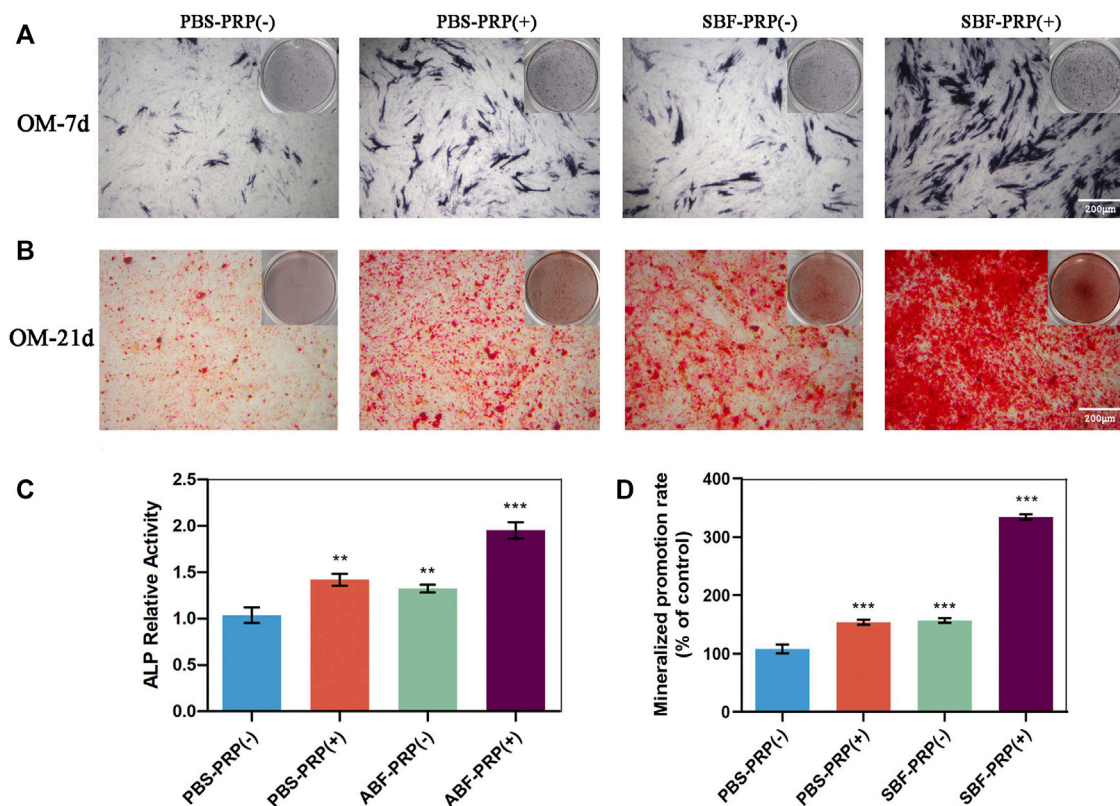 PBS-PRP(-) PBS-PRP(+) SBF-PRP(-) SBF-PRP(+)
A
OM-7d
200μm
B
OM-21d
200μm
C
ALP Relative Activity
2.5
2.0
1.5
1.0
0.5
0.0
** ** ***
PBS-PRP(-) PBS-PRP(+) ABF-PRP(-) ABF-PRP(+)
D
Mineralized promotion rate
(% of control)
400
300
200
100
0
*** *** ***
PBS-PRP(-) PBS-PRP(+) SBF-PRP(-) SBF-PRP(+)